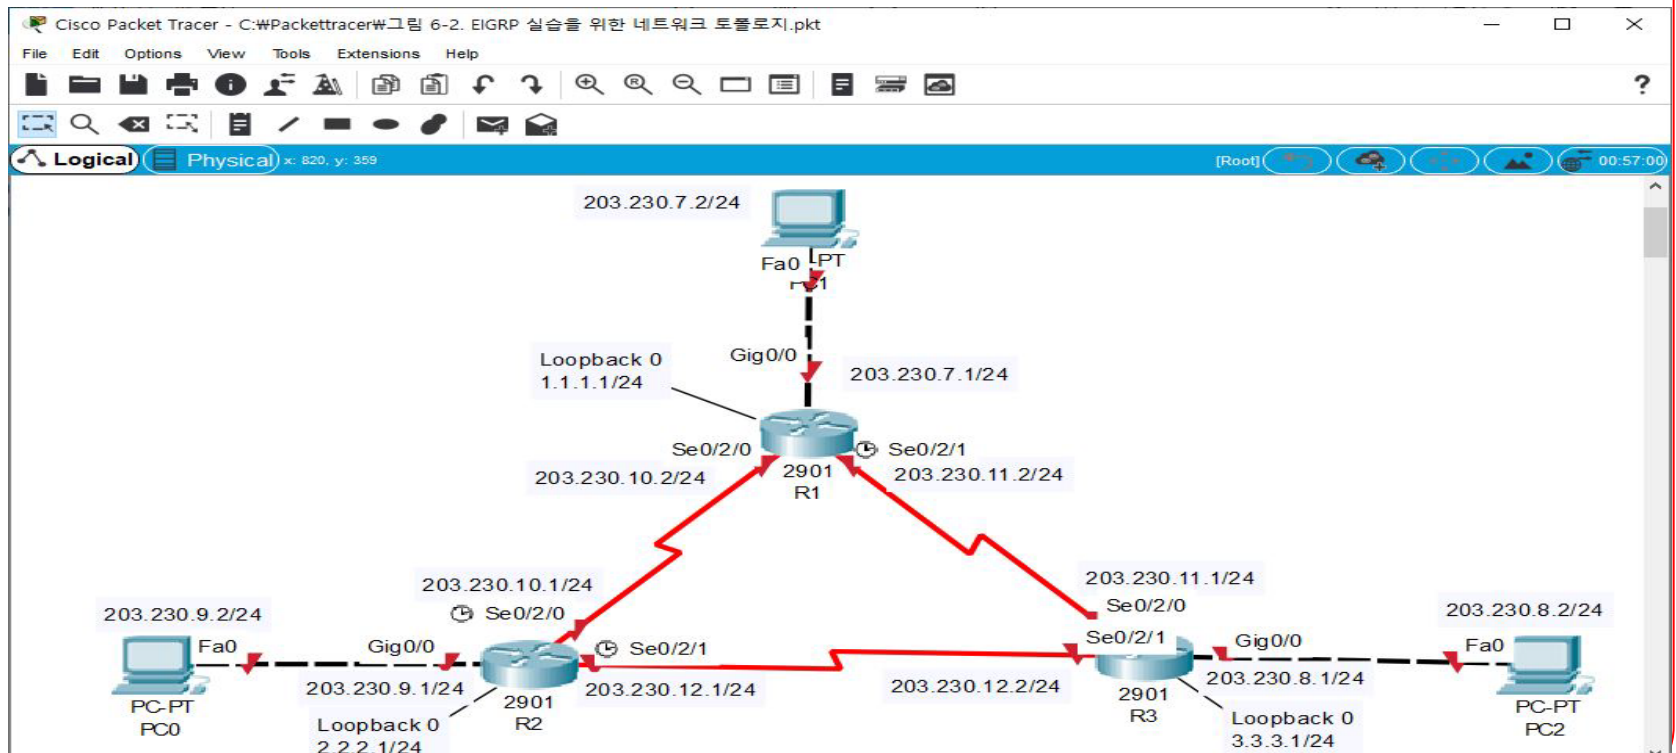 Cisco Packet Tracer - C:₩Packettracer₩그림 6-2. EIGRP 실습을 위한 네트워크 토폴로지.pkt
File Edit Options View Tools Extensions Help
Logical Physical x: 820, y: 359 [Root] 00:57:00
203.230.7.2/24
Fa0 PT
PC1
Loopback 0
1.1.1.1/24
Gig0/0
203.230.7.1/24
Se0/2/0
203.230.10.2/24
2901
R1
Se0/2/1
203.230.11.2/24
203.230.10.1/24
Se0/2/0
203.230.11.1/24
Se0/2/0
203.230.9.2/24
Fa0
Gig0/0
Se0/2/1
Se0/2/1
Gig0/0
203.230.8.2/24
Fa0
203.230.9.1/24
203.230.12.1/24
203.230.12.2/24
203.230.8.1/24
PC-PT
PC0
2901
R2
Loopback 0
2.2.2.1/24
2901
R3
Loopback 0
3.3.3.1/24
PC-PT
PC2